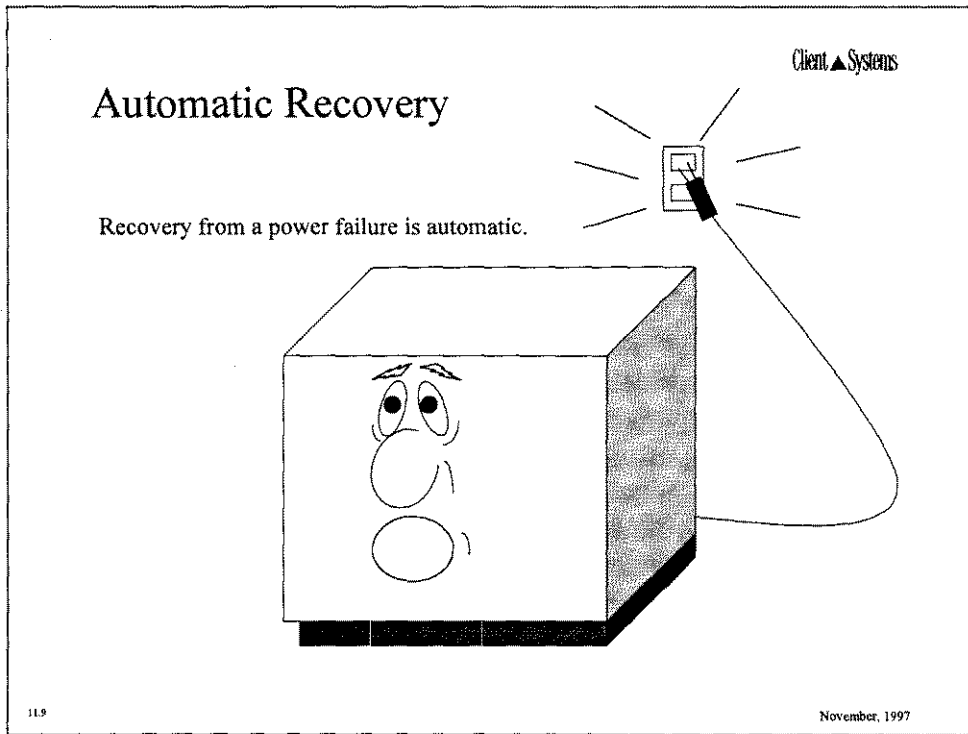 Client ▲ Systems
Automatic Recovery
Recovery from a power failure is automatic.
11.9
November, 1997